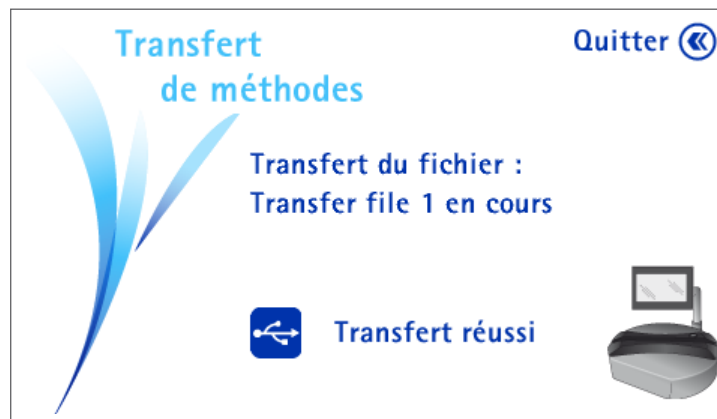 Transfert
de méthodes
Quitter
Transfert du fichier :
Transfer file 1 en cours
Transfert réussi